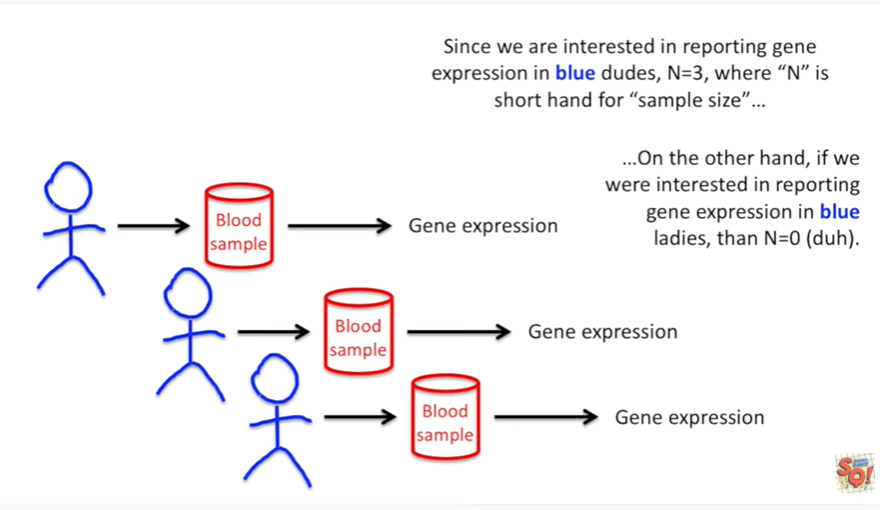 Since we are interested in reporting gene
expression in blue dudes, N=3, where “N” is
short hand for “sample size”...
...On the other hand, if we
were interested in reporting
gene expression in blue
ladies, than N=0 (duh).
Blood
sample
Gene expression
Blood
sample
Gene expression
Blood
sample
Gene expression
SQ!